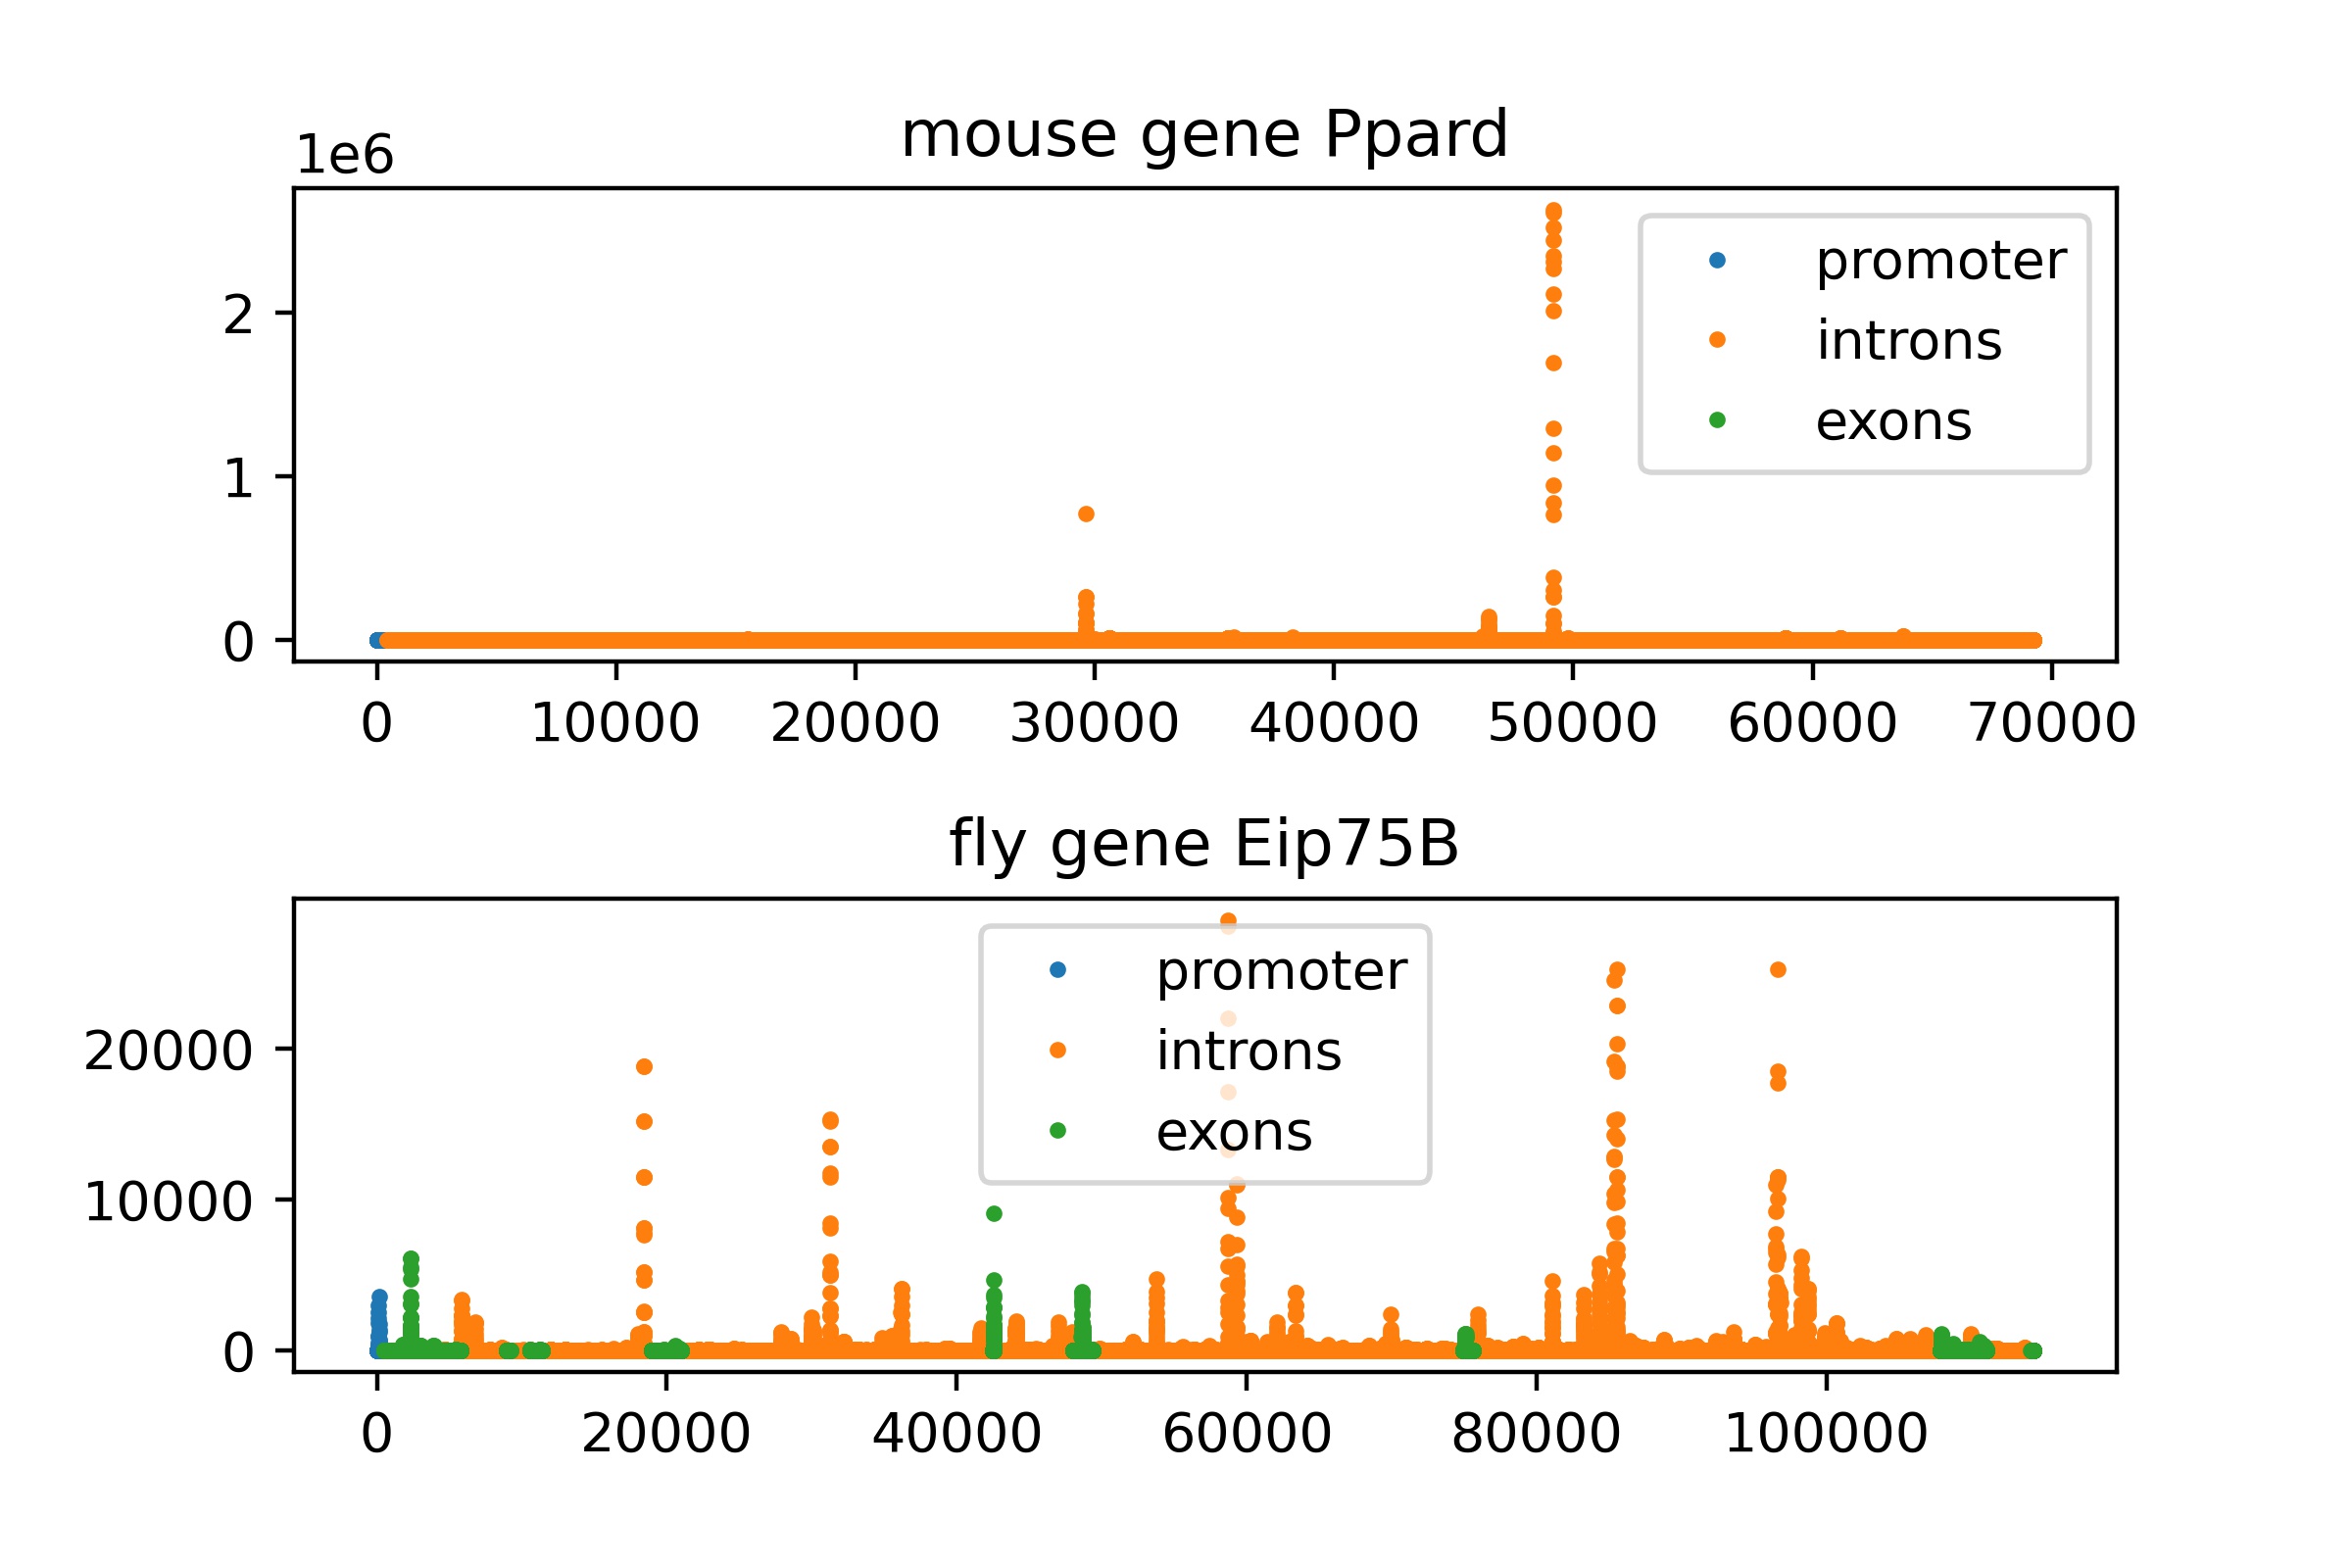 mouse gene Ppard
1e6
2
1
0
promoter
introns
exons
0 10000 20000 30000 40000 50000 60000 70000
fly gene Eip75B
20000
10000
0
promoter
introns
exons
0 20000 40000 60000 80000 100000